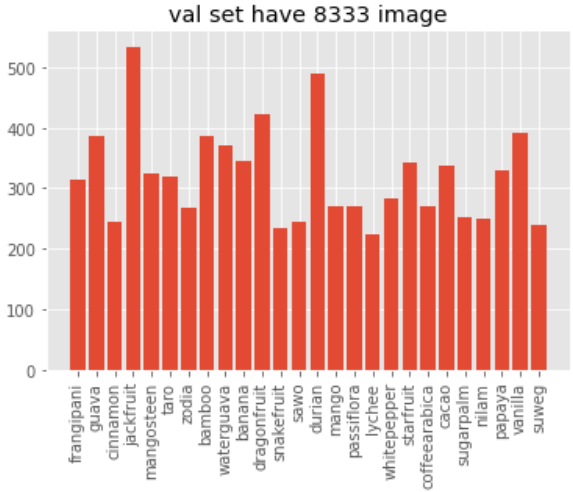 val set have 8333 image
500
400
300
200
100
0
frangipani
guava
cinnamon
jackfruit
mangosteen
taro
zodia
bamboo
waterguava
banana
dragonfruit
snakefruit
sawo
durian
mango
passiflora
lychee
whitepepper
starfruit
coffeearabica
cacao
sugarpalm
nilam
papaya
vanilla
suweg